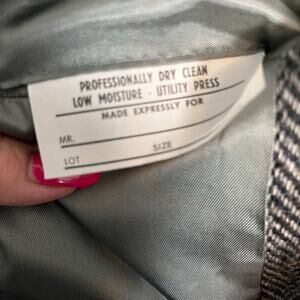 PROFESSIONALLY DRY CLEAN
LOW MOISTURE - UTILITY PRESS
MADE EXPRESSLY FOR
MR.
LOT SIZE